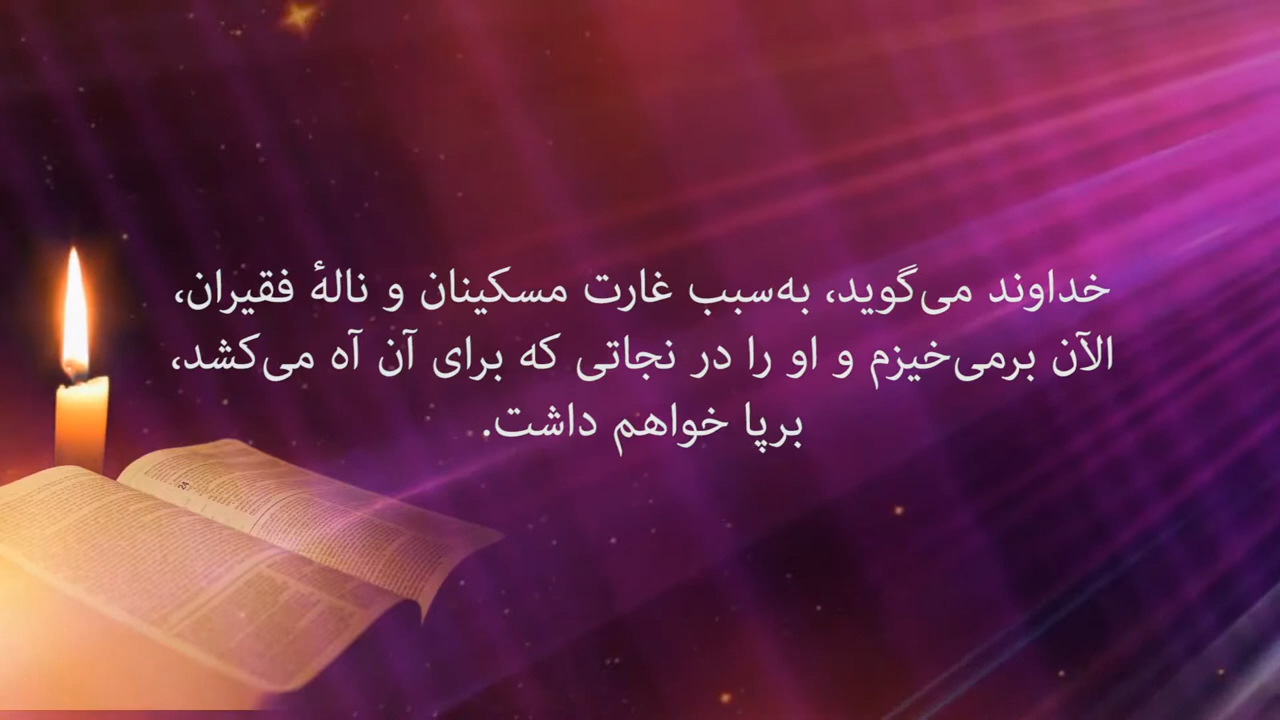 خداوند می‌گوید، به‌سبب غارت مسکینان و نالهٔ فقیران،
الآن برمی‌خیزم و او را در نجاتی که برای آن آه می‌کشد،
برپا خواهم داشت.